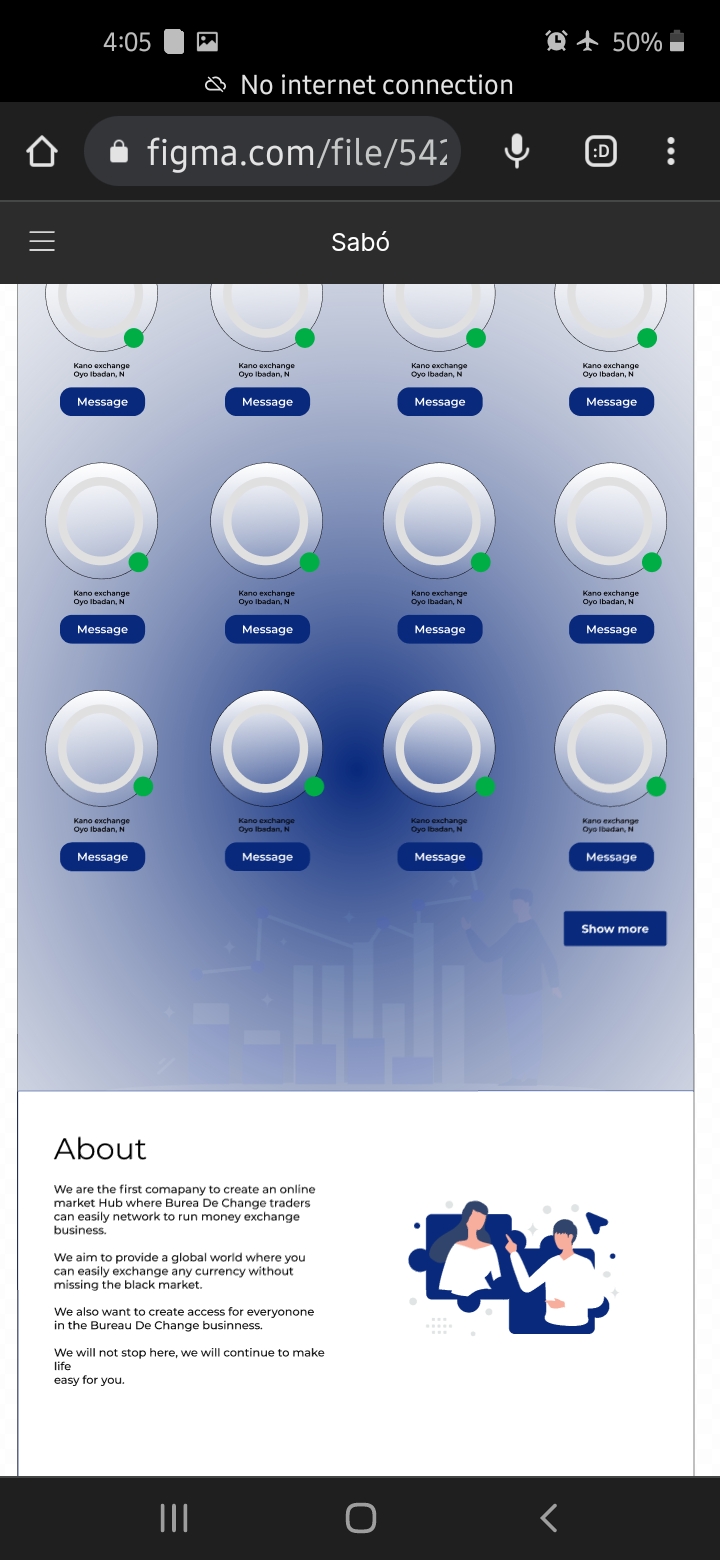 4:05
50%
No internet connection
figma.com/file/542
:D
Sabó
Kano exchange Kano exchange Kano exchange Kano exchange
Oyo Ibadan, N Oyo Ibadan, N Oyo Ibadan, N Oyo Ibadan, N
Message Message Message Message
Kano exchange Kano exchange Kano exchange Kano exchange
Oyo Ibadan, N Oyo Ibadan, N Oyo Ibadan, N Oyo Ibadan, N
Message Message Message Message
Kano exchange Kano exchange Kano exchange Kano exchange
Oyo Ibadan, N Oyo Ibadan, N Oyo Ibadan, N Oyo Ibadan, N
Message Message Message Message
Show more
About
We are the first comapany to create an online
market Hub where Burea De Change traders
can easily network to run money exchange
business.
We aim to provide a global world where you
can easily exchange any currency without
missing the black market.
We also want to create access for everyonone
in the Bureau De Change businness.
We will not stop here, we will continue to make
life
easy for you.